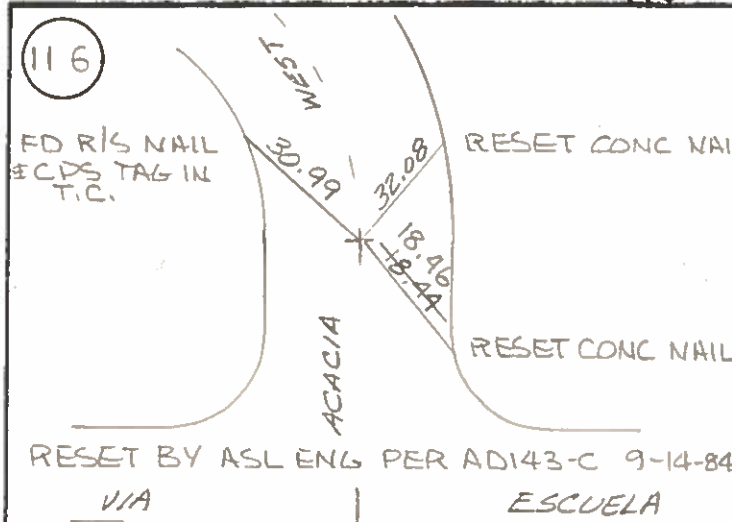 116
WEST
FD R/S NAIL
& CPS TAG IN
T.C.
30.99
32.08
RESET CONC NAI
18.46
18.44
RESET CONC NAIL
ACACIA
RESET BY ASL ENG PER AD143-C 9-14-84
VIA
ESCUELA